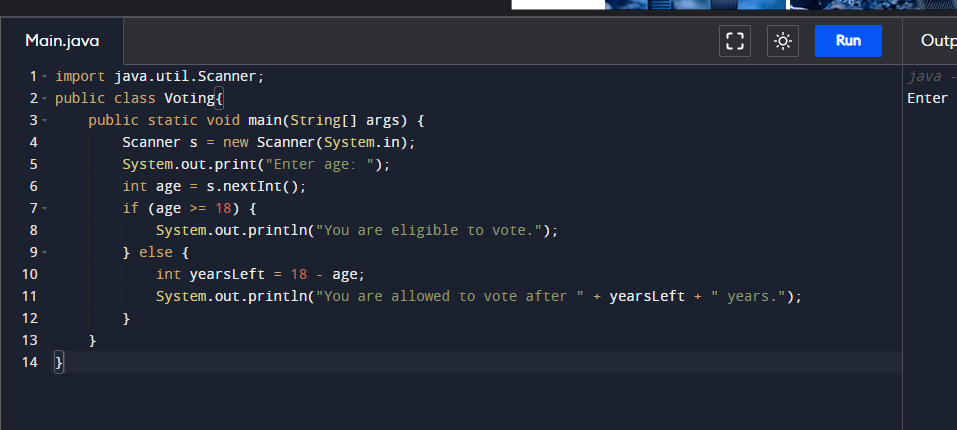 Main.java
Run
Outp
1 import java.util.Scanner;
2 public class Voting{
3     public static void main(String[] args) {
4         Scanner s = new Scanner(System.in);
5         System.out.print("Enter age: ");
6         int age = s.nextInt();
7         if (age >= 18) {
8             System.out.println("You are eligible to vote.");
9         } else {
10             int yearsLeft = 18 - age;
11             System.out.println("You are allowed to vote after " + yearsLeft + " years.");
12         }
13     }
14 }
java -
Enter